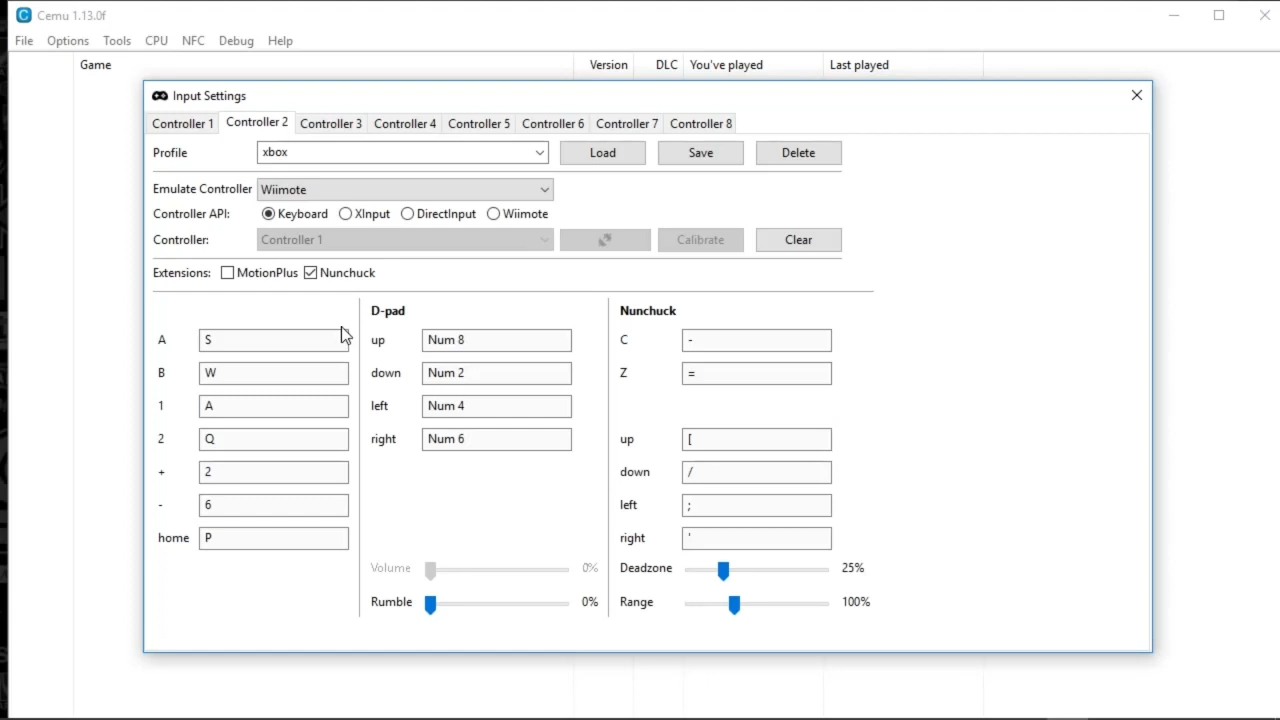 Cemu 1.13.0f
File Options Tools CPU NFC Debug Help
Game Version DLC You've played Last played
Input Settings
Controller 1 Controller 2 Controller 3 Controller 4 Controller 5 Controller 6 Controller 7 Controller 8
Profile xbox Load Save Delete
Emulate Controller Wiimote
Controller API: Keyboard XInput DirectInput Wiimote
Controller: Controller 1 Calibrate Clear
Extensions: MotionPlus Nunchuck
D-pad Nunchuck
A S up Num 8 C -
B W down Num 2 Z =
1 A left Num 4
2 Q right Num 6 up [
+ 2 down /
- 6 left ;
home P right '
Volume 0% Deadzone 25%
Rumble 0% Range 100%